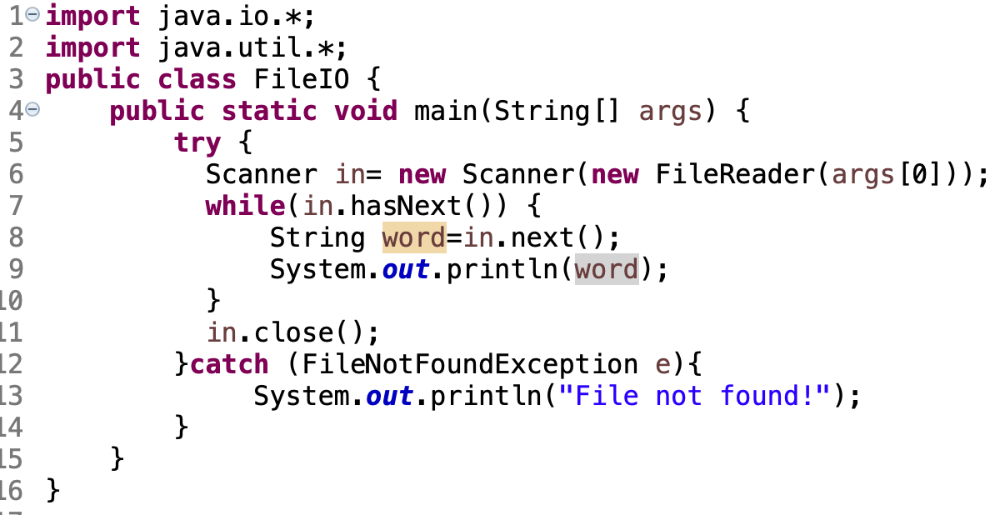 1 import java.io.*;
2 import java.util.*;
3 public class FileIO {
4     public static void main(String[] args) {
5         try {
6           Scanner in= new Scanner(new FileReader(args[0]));
7           while(in.hasNext()) {
8               String word=in.next();
9               System.out.println(word);
10           }
11           in.close();
12         }catch (FileNotFoundException e){
13              System.out.println("File not found!");
14         }
15     }
16 }